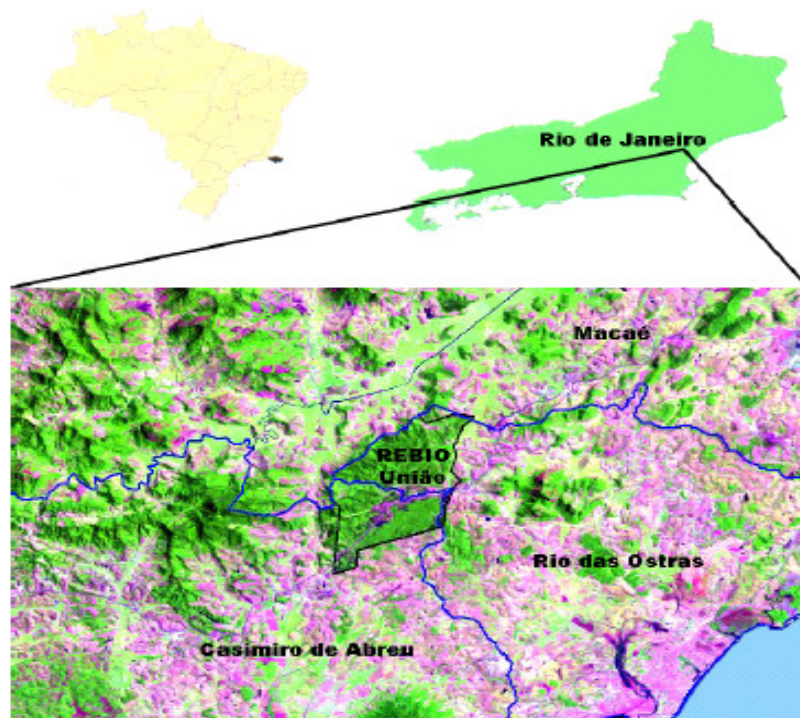 Rio de Janeiro
Macaé
REBIO
União
Rio das Ostras
Casimiro de Abreu